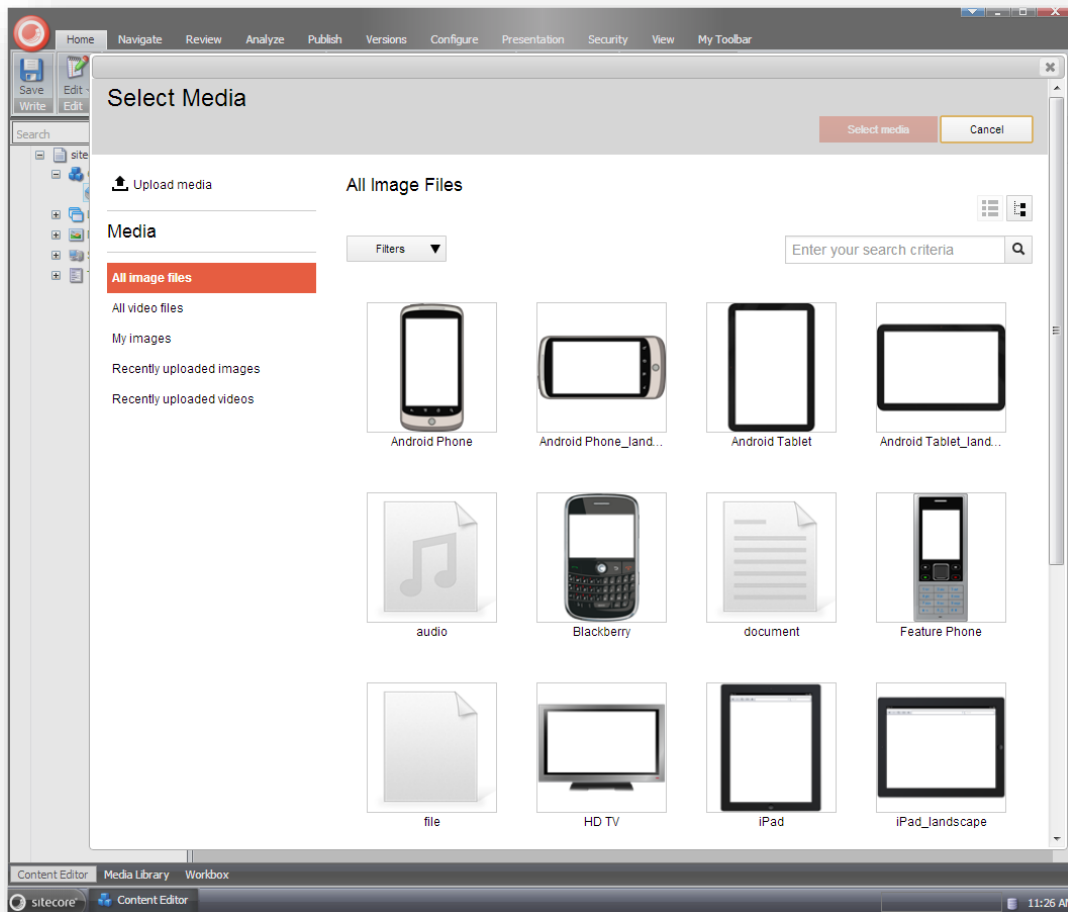 Home Navigate Review Analyze Publish Versions Configure Presentation Security View My Toolbar
Save Edit
Write Edit
Select Media
Select media Cancel
Search
site
Upload media
All Image Files
Media
Filters
Enter your search criteria
All image files
All video files
My images
Recently uploaded images
Recently uploaded videos
Android Phone Android Phone_land... Android Tablet Android Tablet_land...
audio Blackberry document Feature Phone
file HD TV iPad iPad_landscape
Content Editor Media Library Workbox
sitecore Content Editor 11:26 AM